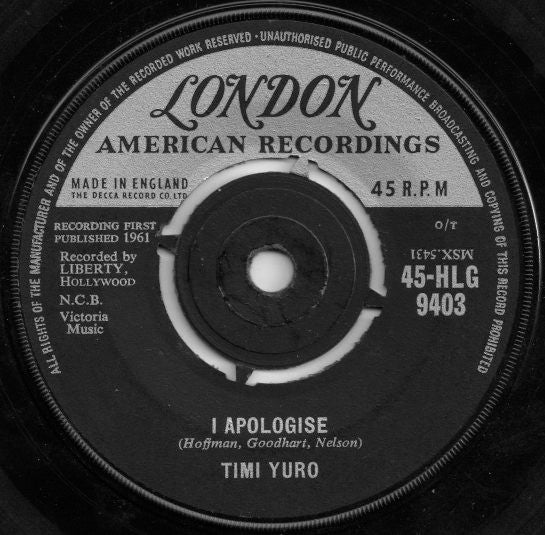 ALL RIGHTS OF THE MANUFACTURER AND OF THE OWNER OF THE RECORDED WORK RESERVED · UNAUTHORISED PUBLIC PERFORMANCE BROADCASTING AND COPYING OF THIS RECORD PROHIBITED
LONDON
AMERICAN RECORDINGS
MADE IN ENGLAND
THE DECCA RECORD CO. LTD
45 R.P.M
RECORDING FIRST
PUBLISHED 1961
Recorded by
LIBERTY,
HOLLYWOOD
N.C.B.
Victoria
Music
O/T
MSX.5431
45-HLG
9403
I APOLOGISE
(Hoffman, Goodhart, Nelson)
TIMI YURO